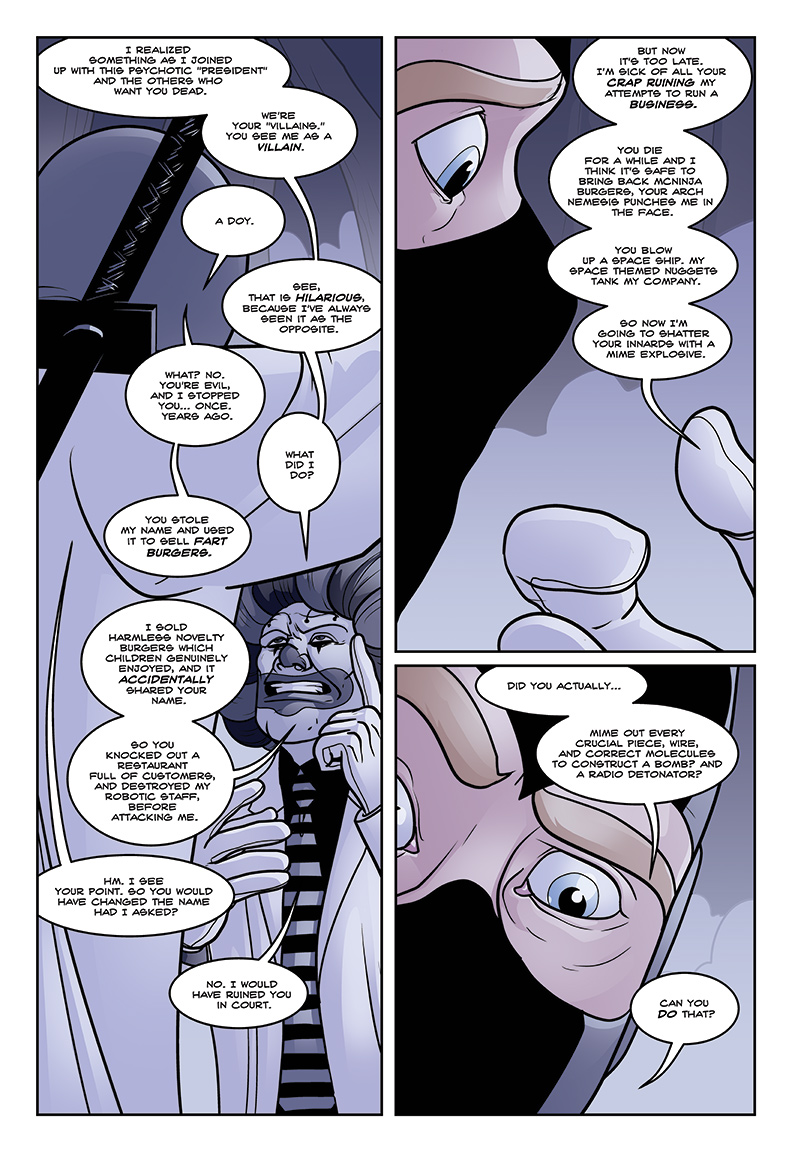 I REALIZED
SOMETHING AS I JOINED
UP WITH THIS PSYCHOTIC "PRESIDENT"
AND THE OTHERS WHO
WANT YOU DEAD.
WE'RE
YOUR "VILLAINS."
YOU SEE ME AS A
VILLAIN.
A DOY.
SEE,
THAT IS HILARIOUS,
BECAUSE I'VE ALWAYS
SEEN IT AS THE
OPPOSITE.
WHAT? NO.
YOU'RE EVIL,
AND I STOPPED
YOU... ONCE.
YEARS AGO.
WHAT
DID I
DO?
YOU STOLE
MY NAME AND USED
IT TO SELL FART
BURGERS.
I SOLD
HARMLESS NOVELTY
BURGERS WHICH
CHILDREN GENUINELY
ENJOYED, AND IT
ACCIDENTALLY
SHARED YOUR
NAME.
SO YOU
KNOCKED OUT A
RESTAURANT
FULL OF CUSTOMERS,
AND DESTROYED MY
ROBOTIC STAFF,
BEFORE
ATTACKING ME.
HM. I SEE
YOUR POINT. SO YOU WOULD
HAVE CHANGED THE NAME
HAD I ASKED?
NO. I WOULD
HAVE RUINED YOU
IN COURT.
BUT NOW
IT'S TOO LATE.
I'M SICK OF ALL YOUR
CRAP RUINING MY
ATTEMPTS TO RUN A
BUSINESS.
YOU DIE
FOR A WHILE AND I
THINK IT'S SAFE TO
BRING BACK MCNINJA
BURGERS, YOUR ARCH
NEMESIS PUNCHES ME IN
THE FACE.
YOU BLOW
UP A SPACE SHIP. MY
SPACE THEMED NUGGETS
TANK MY COMPANY.
SO NOW I'M
GOING TO SHATTER
YOUR INNARDS WITH A
MIME EXPLOSIVE.
DID YOU ACTUALLY...
MIME OUT EVERY
CRUCIAL PIECE, WIRE,
AND CORRECT MOLECULES
TO CONSTRUCT A BOMB? AND
A RADIO DETONATOR?
CAN YOU
DO THAT?